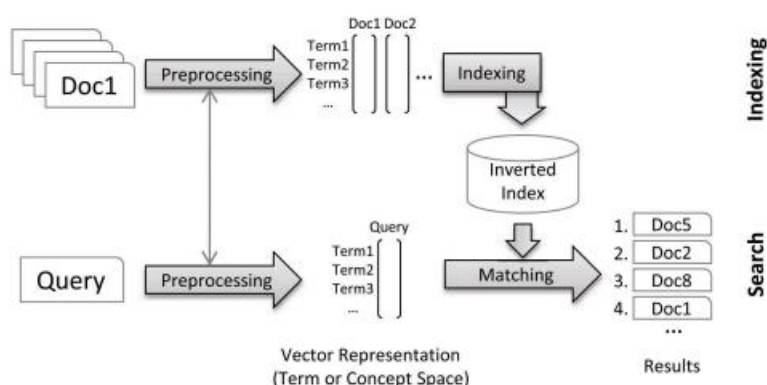 Doc1 Doc2
Term1
Term2
Term3
...
...
Doc1
Preprocessing
Indexing
Indexing
Inverted
Index
Query
Query
Preprocessing
Term1
Term2
Term3
...
Matching
1. Doc5
2. Doc2
3. Doc8
4. Doc1
...
Search
Vector Representation
(Term or Concept Space)
Results